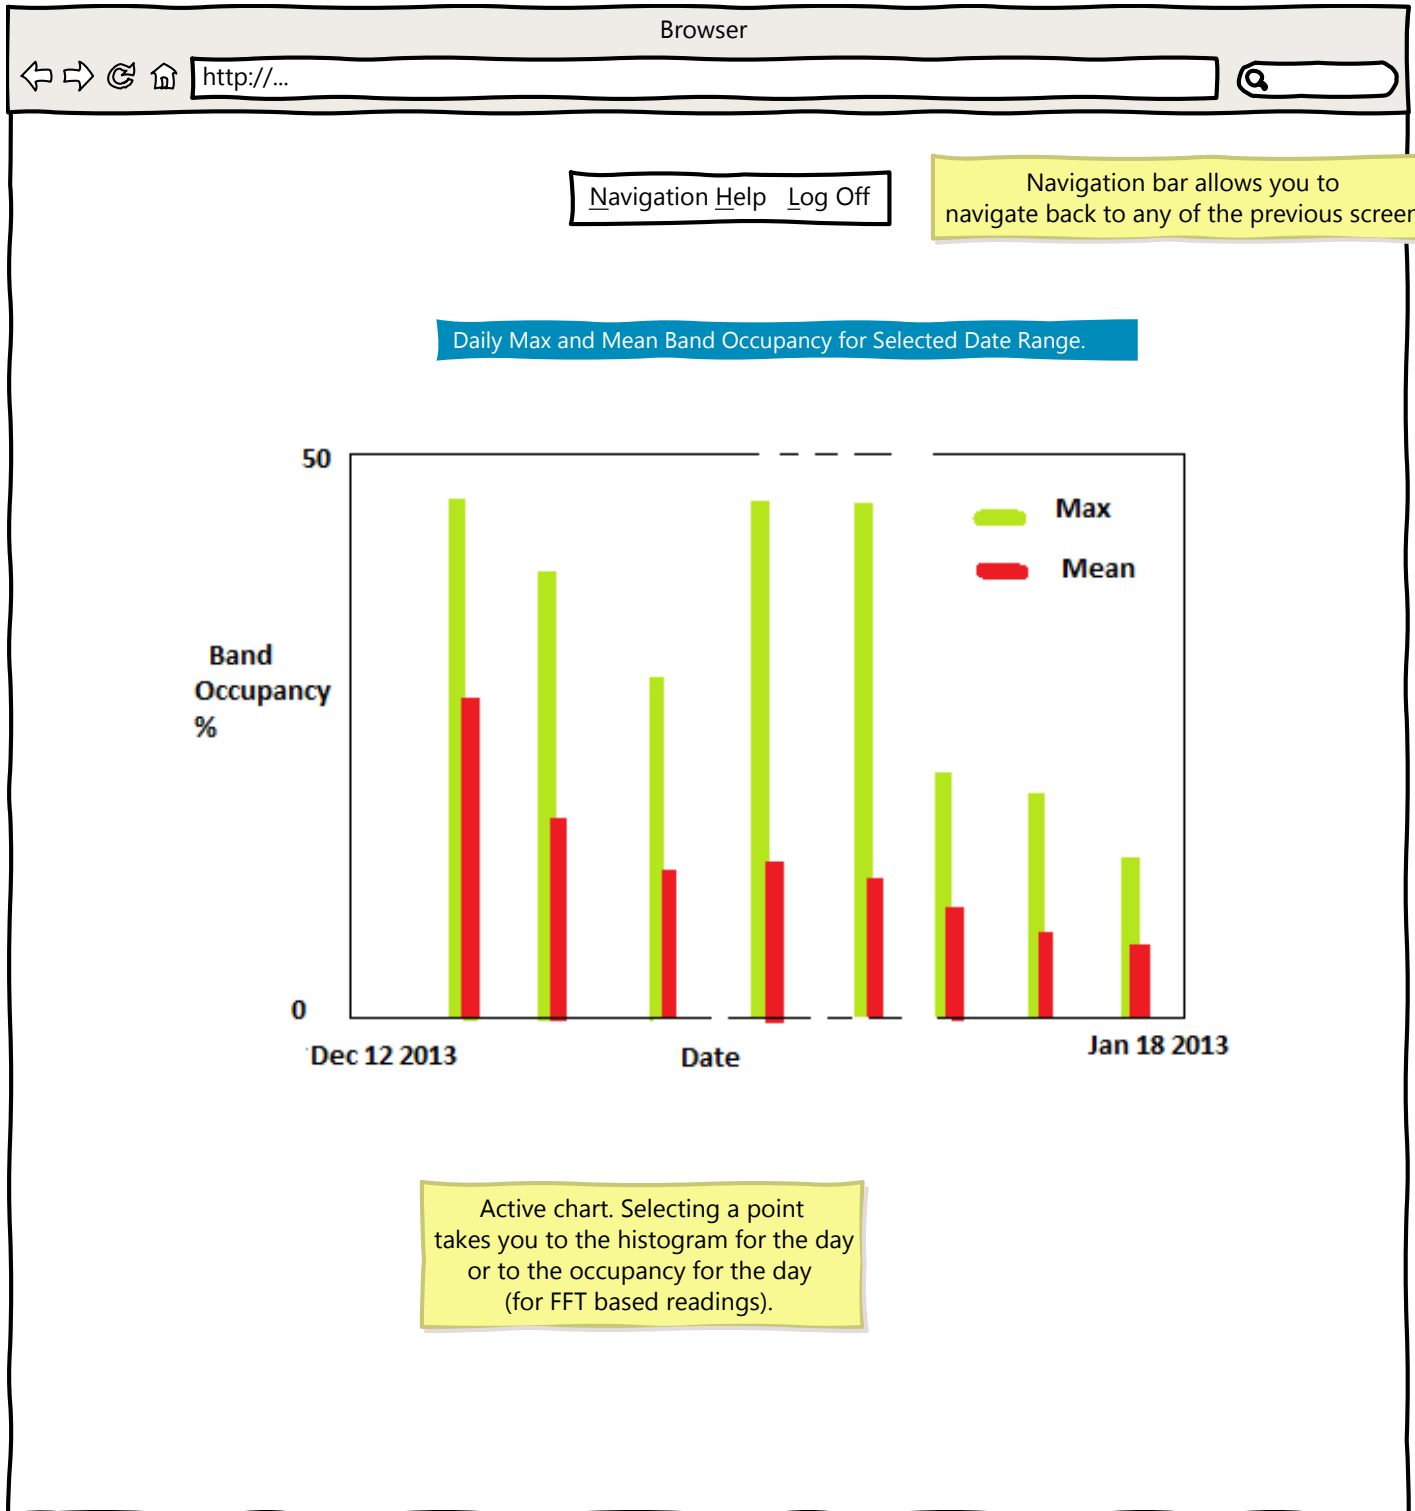 Browser
http://...
Navigation Help Log Off
Navigation bar allows you to
navigate back to any of the previous screen
Daily Max and Mean Band Occupancy for Selected Date Range.
50
Max
Mean
Band
Occupancy
%
0
Dec 12 2013
Date
Jan 18 2013
Active chart. Selecting a point
takes you to the histogram for the day
or to the occupancy for the day
(for FFT based readings).